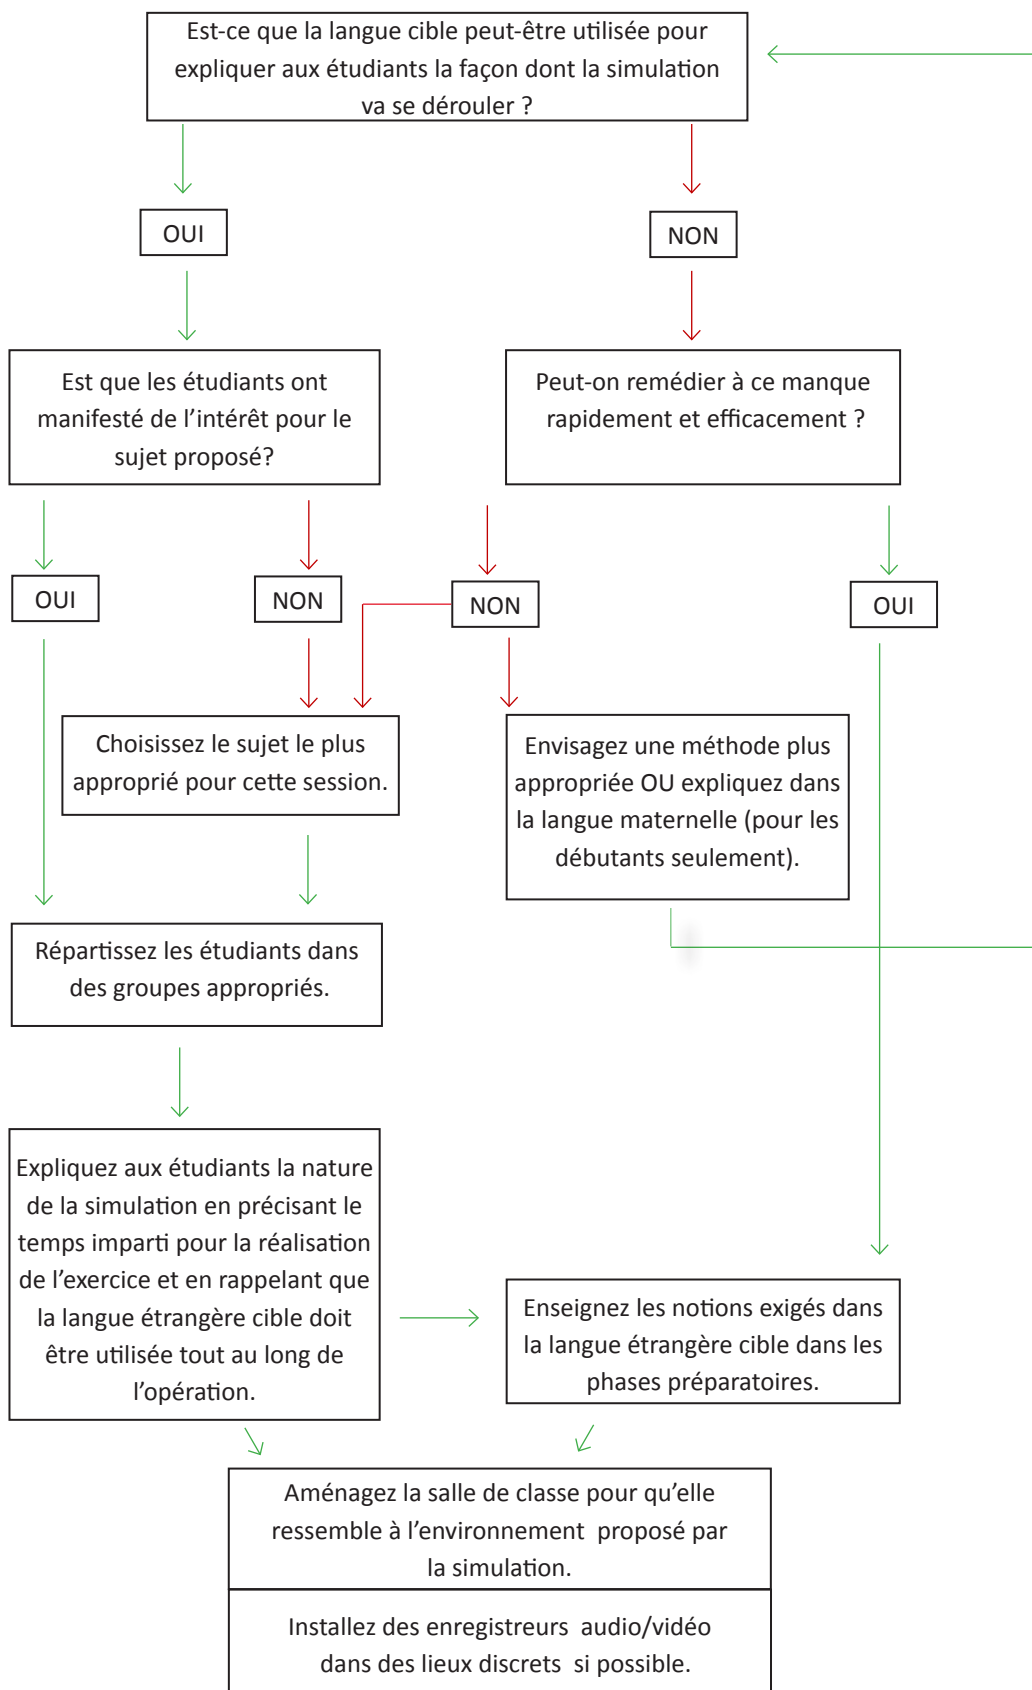 Est-ce que la langue cible peut-être utilisée pour
expliquer aux étudiants la façon dont la simulation
va se dérouler ?
OUI
NON
Est que les étudiants ont
manifesté de l'intérêt pour le
sujet proposé?
Peut-on remédier à ce manque
rapidement et efficacement ?
OUI
NON
NON
OUI
Choisissez le sujet le plus
approprié pour cette session.
Envisagez une méthode plus
appropriée OU expliquez dans
la langue maternelle (pour les
débutants seulement).
Répartissez les étudiants dans
des groupes appropriés.
Expliquez aux étudiants la nature
de la simulation en précisant le
temps imparti pour la réalisation
de l'exercice et en rappelant que
la langue étrangère cible doit
être utilisée tout au long de
l'opération.
Enseignez les notions exigés dans
la langue étrangère cible dans les
phases préparatoires.
Aménagez la salle de classe pour qu'elle
ressemble à l'environnement proposé par
la simulation.
Installez des enregistreurs audio/vidéo
dans des lieux discrets si possible.